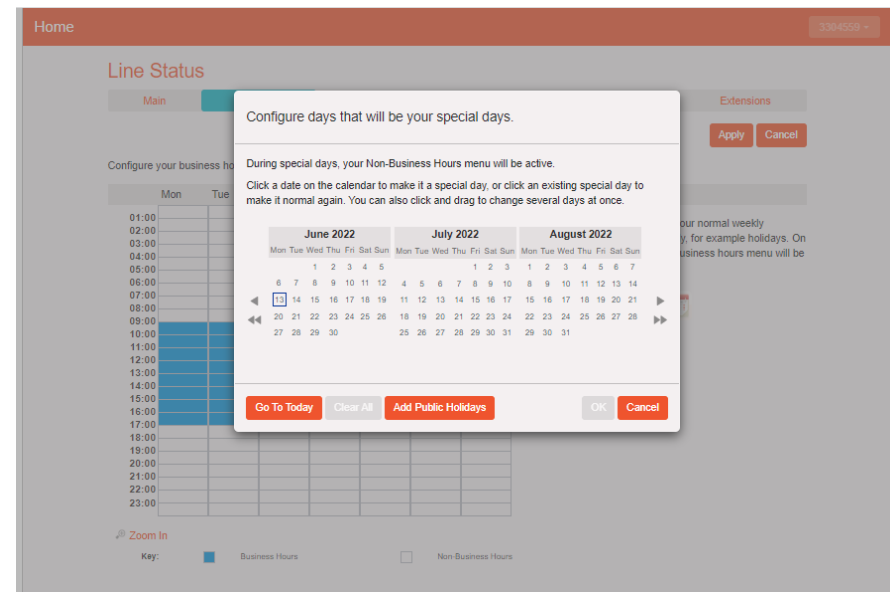 Home
3304559
Line Status
Main
Extensions
Apply Cancel
Configure your business ho
Mon Tue
01:00
02:00
03:00
04:00
05:00
06:00
07:00
08:00
09:00
10:00
11:00
12:00
13:00
14:00
15:00
16:00
17:00
18:00
19:00
20:00
21:00
22:00
23:00
our normal weekly
y, for example holidays. On
usiness hours menu will be
Configure days that will be your special days.
During special days, your Non-Business Hours menu will be active.
Click a date on the calendar to make it a special day, or click an existing special day to
make it normal again. You can also click and drag to change several days at once.
June 2022
Mon Tue Wed Thu Fri Sat Sun
1 2 3 4 5
6 7 8 9 10 11 12
13 14 15 16 17 18 19
20 21 22 23 24 25 26
27 28 29 30
July 2022
Mon Tue Wed Thu Fri Sat Sun
1 2 3
4 5 6 7 8 9 10
11 12 13 14 15 16 17
18 19 20 21 22 23 24
25 26 27 28 29 30 31
August 2022
Mon Tue Wed Thu Fri Sat Sun
1 2 3 4 5 6 7
8 9 10 11 12 13 14
15 16 17 18 19 20 21
22 23 24 25 26 27 28
29 30 31
Go To Today Clear All Add Public Holidays OK Cancel
Zoom In
Key: Business Hours Non-Business Hours